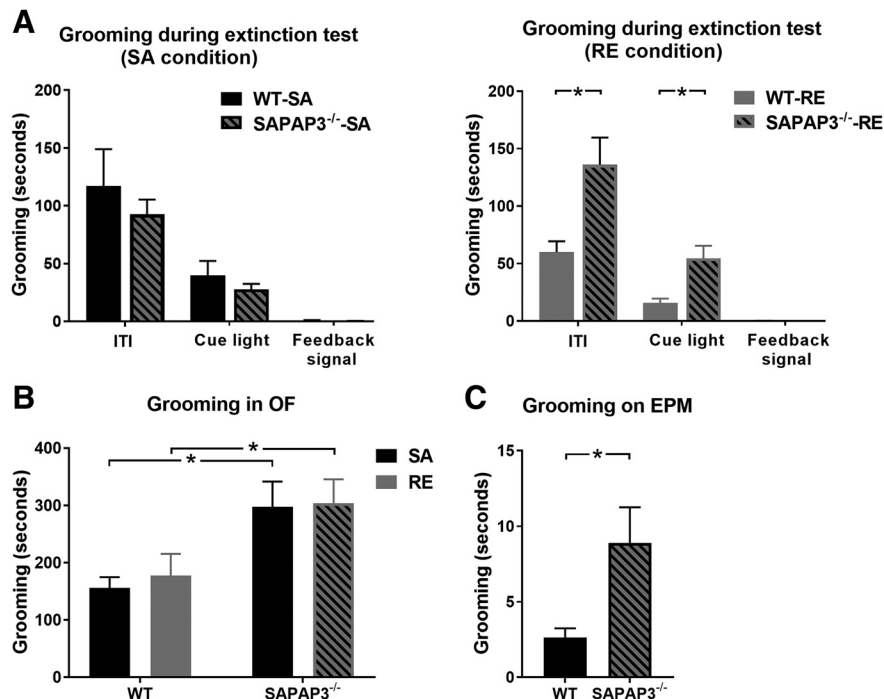 A
Grooming during extinction test
(SA condition)
Grooming (seconds)
200
150
100
50
0
WT-SA
SAPAP3-/--SA
ITI
Cue light
Feedback
signal
Grooming during extinction test
(RE condition)
Grooming (seconds)
200
150
100
50
0
*
*
WT-RE
SAPAP3-/--RE
ITI
Cue light
Feedback
signal
B
Grooming in OF
Grooming (seconds)
400
300
200
100
0
*
*
SA
RE
WT
SAPAP3-/-
C
Grooming on EPM
Grooming (seconds)
15
10
5
0
*
WT
SAPAP3-/-